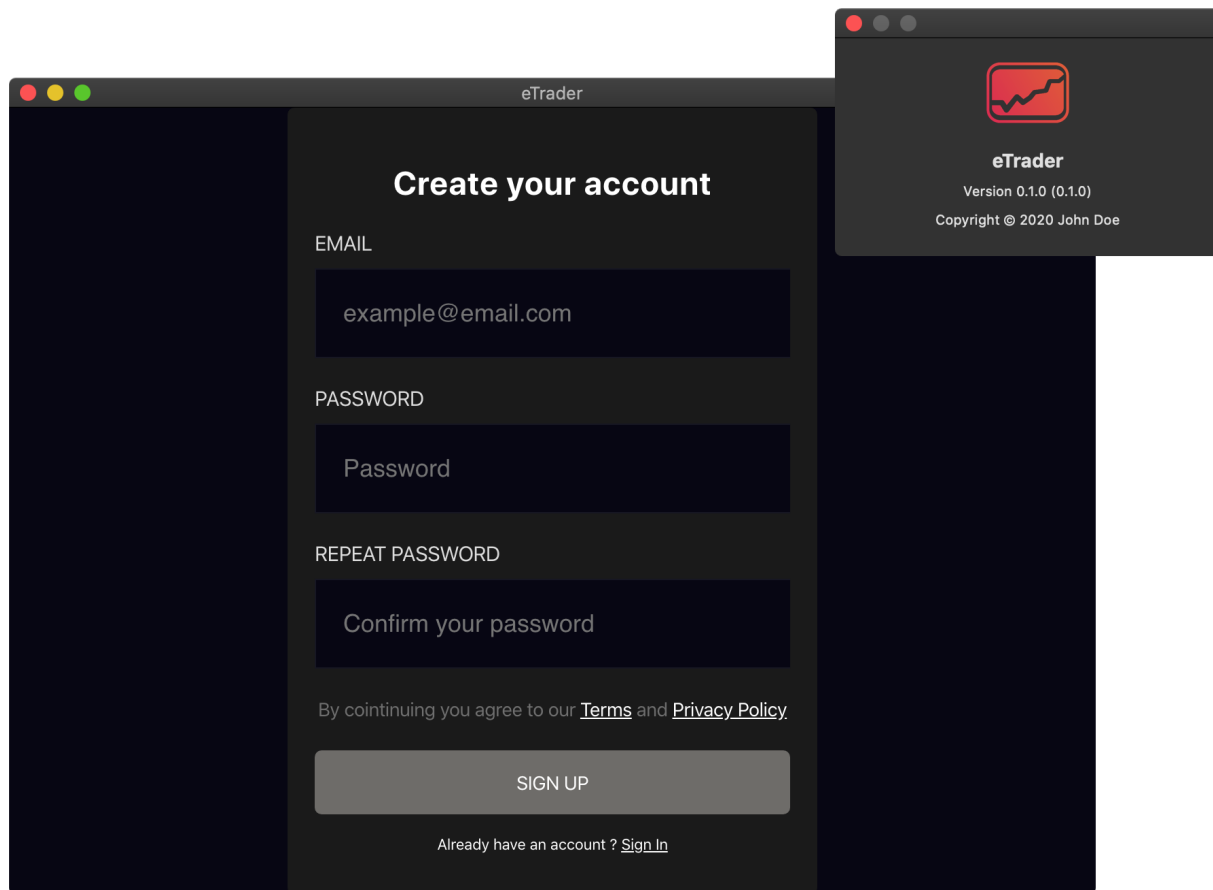 eTrader
Version 0.1.0 (0.1.0)
Copyright © 2020 John Doe
eTrader
Create your account
EMAIL
example@email.com
PASSWORD
Password
REPEAT PASSWORD
Confirm your password
By cointinuing you agree to our Terms and Privacy Policy
SIGN UP
Already have an account ? Sign In